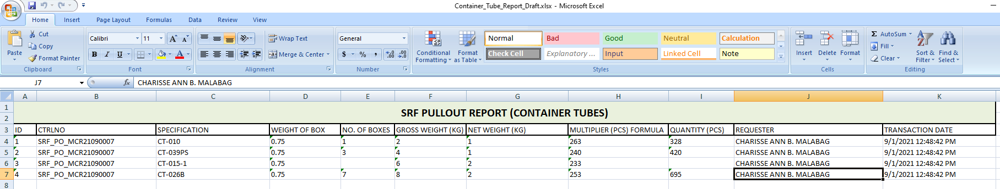 Container_Tube_Report_Draft.xlsx - Microsoft Excel
Home Insert Page Layout Formulas Data Review View
Paste Cut Copy Format Painter Clipboard
Calibri 11 A A B I U A Font
Wrap Text Merge & Center Alignment
General $ % , .00 .0 Number
Conditional Formatting Format as Table
Normal Bad Good Neutral Calculation
Check Cell Explanatory ... Input Linked Cell Note
Styles
Insert Delete Format Cells
Σ AutoSum Fill Clear Sort & Filter Find & Select Editing
J7 fx CHARISSE ANN B. MALABAG
A B C D E F G H I J K
1
2 SRF PULLOUT REPORT (CONTAINER TUBES)
3 ID CTRLNO SPECIFICATION WEIGHT OF BOX NO. OF BOXES GROSS WEIGHT (KG) NET WEIGHT (KG) MULTIPLIER (PCS) FORMULA QUANTITY (PCS) REQUESTER TRANSACTION DATE
4 1 SRF_PO_MCR21090007 CT-010 0.75 1 2 1 263 328 CHARISSE ANN B. MALABAG 9/1/2021 12:48:42 PM
5 2 SRF_PO_MCR21090007 CT-039PS 0.75 3 4 1 240 420 CHARISSE ANN B. MALABAG 9/1/2021 12:48:42 PM
6 3 SRF_PO_MCR21090007 CT-015-1 0.75 6 2 233 CHARISSE ANN B. MALABAG 9/1/2021 12:48:42 PM
7 4 SRF_PO_MCR21090007 CT-026B 0.75 7 8 2 253 695 CHARISSE ANN B. MALABAG 9/1/2021 12:48:42 PM
8